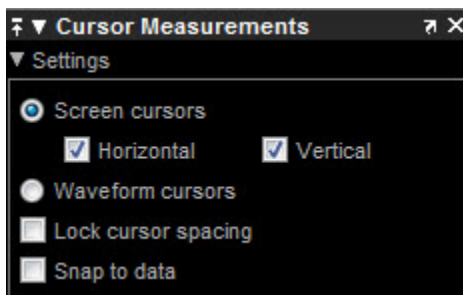 Cursor Measurements
Settings
Screen cursors
Horizontal Vertical
Waveform cursors
Lock cursor spacing
Snap to data